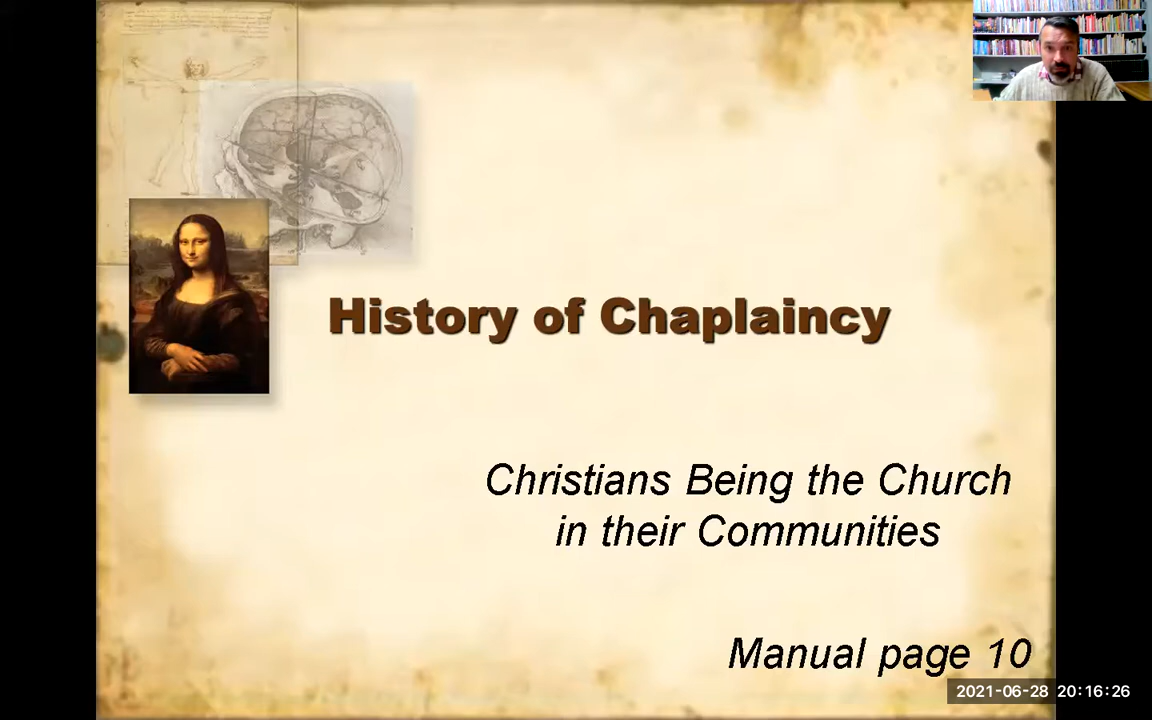 History of Chaplaincy
Christians Being the Church
in their Communities
Manual page 10
2021-06-28 20:16:26